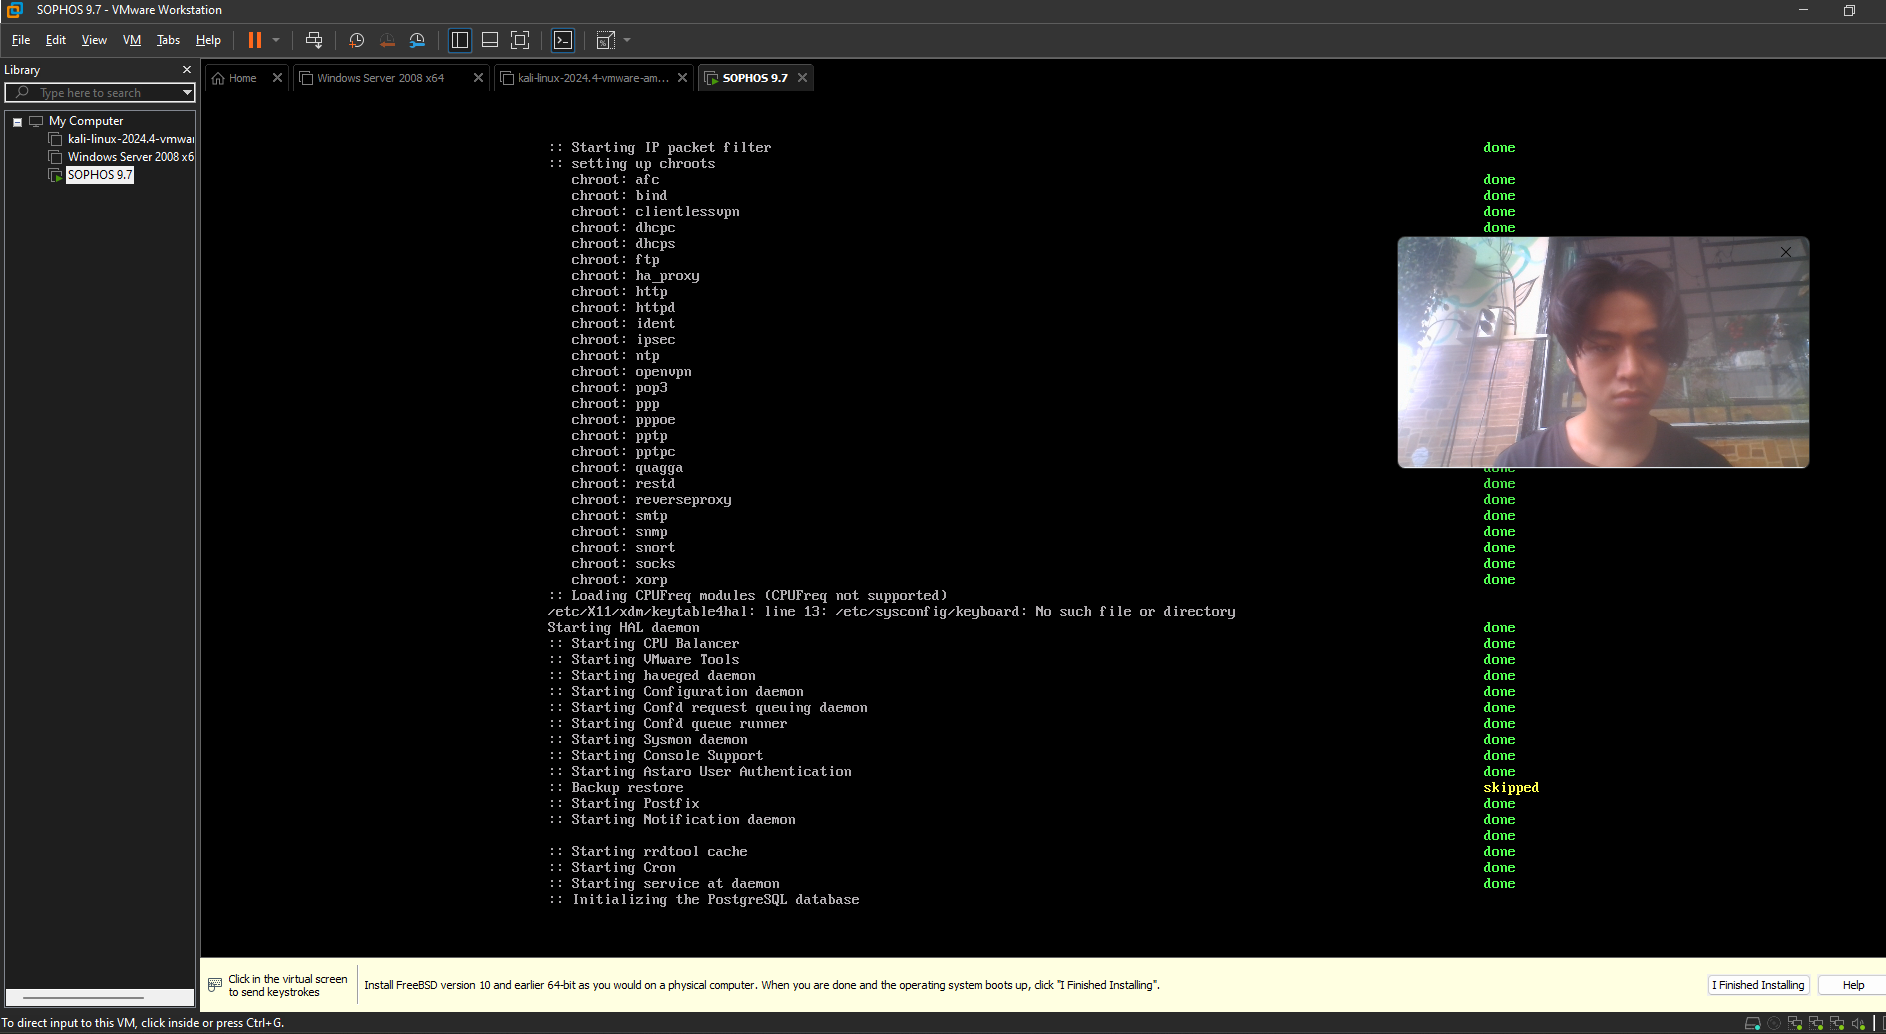 SOPHOS 9.7 - VMware Workstation
File Edit View VM Tabs Help
Library
Type here to search
My Computer
kali-linux-2024.4-vmwar
Windows Server 2008 x6
SOPHOS 9.7
Home
Windows Server 2008 x64
kali-linux-2024.4-vmware-am...
SOPHOS 9.7
:: Starting IP packet filter done
:: setting up chroots
chroot: afc done
chroot: bind done
chroot: clientlessvpn done
chroot: dhcpc done
chroot: dhcps
chroot: ftp
chroot: ha_proxy
chroot: http
chroot: httpd
chroot: ident
chroot: ipsec
chroot: ntp
chroot: openvpn
chroot: pop3
chroot: ppp
chroot: pppoe
chroot: pptp
chroot: pptpc
chroot: quagga done
chroot: restd done
chroot: reverseproxy done
chroot: smtp done
chroot: snmp done
chroot: snort done
chroot: socks done
chroot: xorp done
:: Loading CPUFreq modules (CPUFreq not supported)
/etc/X11/xdm/keytable4hal: line 13: /etc/sysconfig/keyboard: No such file or directory
Starting HAL daemon done
:: Starting CPU Balancer done
:: Starting VMware Tools done
:: Starting haveged daemon done
:: Starting Configuration daemon done
:: Starting Confd request queuing daemon done
:: Starting Confd queue runner done
:: Starting Sysmon daemon done
:: Starting Console Support done
:: Starting Astaro User Authentication done
:: Backup restore skipped
:: Starting Postfix done
:: Starting Notification daemon done
done
:: Starting rrdtool cache done
:: Starting Cron done
:: Starting service at daemon done
:: Initializing the PostgreSQL database
Click in the virtual screen
to send keystrokes
Install FreeBSD version 10 and earlier 64-bit as you would on a physical computer. When you are done and the operating system boots up, click "I Finished Installing".
I Finished Installing
Help
To direct input to this VM, click inside or press Ctrl+G.